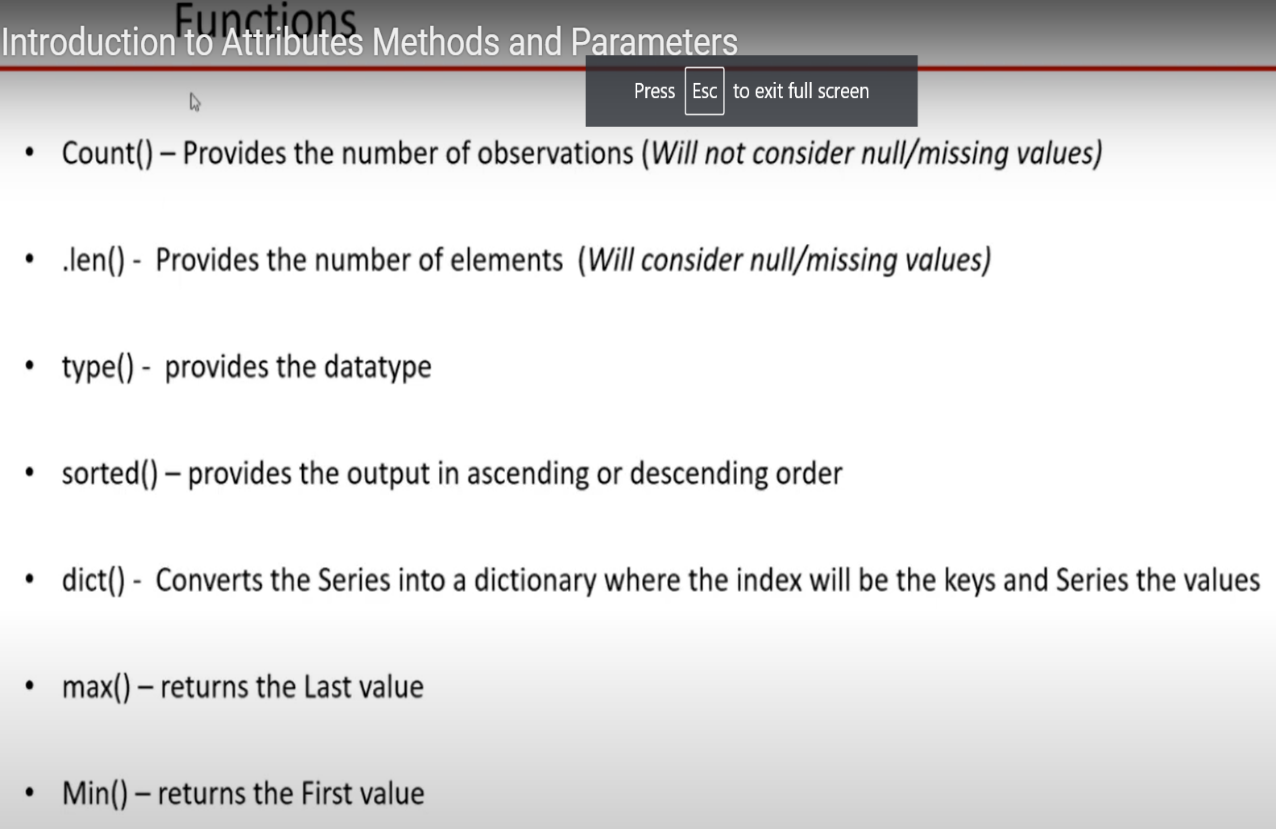 Functions
Introduction to Attributes Methods and Parameters
Press Esc to exit full screen
• Count() – Provides the number of observations (Will not consider null/missing values)
• .len() - Provides the number of elements (Will consider null/missing values)
• type() - provides the datatype
• sorted() – provides the output in ascending or descending order
• dict() - Converts the Series into a dictionary where the index will be the keys and Series the values
• max() – returns the Last value
• Min() – returns the First value